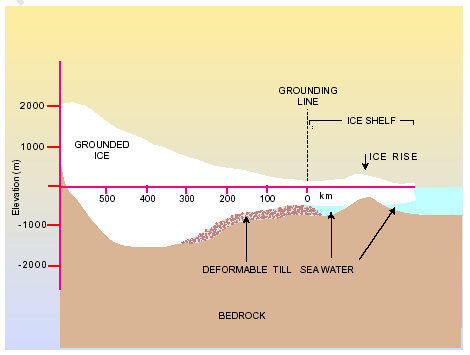 GROUNDING
LINE
ICE SHELF
2000
1000
GROUNDED
ICE
ICE RISE
Elevation (m)
500
400
300
200
100
0
km
-1000
-2000
DEFORMABLE TILL
SEA WATER
BEDROCK